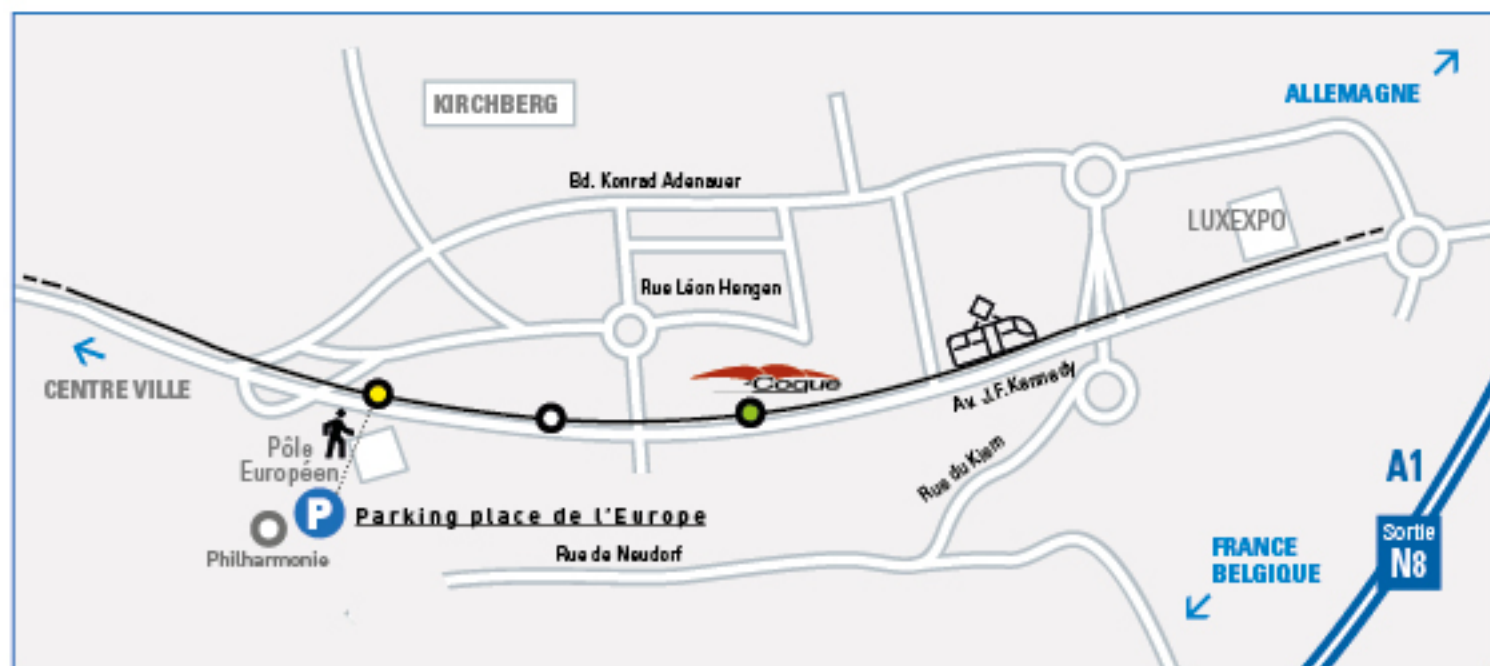 KIRCHBERG
ALLEMAGNE
Bd. Konrad Adenauer
LUXEXPO
Rue Léon Hengen
CENTRE VILLE
Coque
Av. J.F.Kennedy
Pôle
Européen
Rue du Kiem
A1
P
Parking place de l'Europe
Philharmonie
Rue de Neudorf
FRANCE
BELGIQUE
Sortie
N8